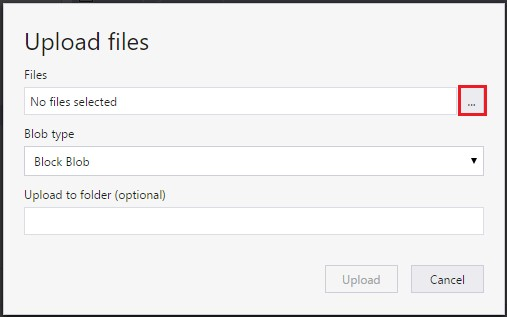 Upload files
Files
No files selected ...
Blob type
Block Blob
Upload to folder (optional)
Upload Cancel